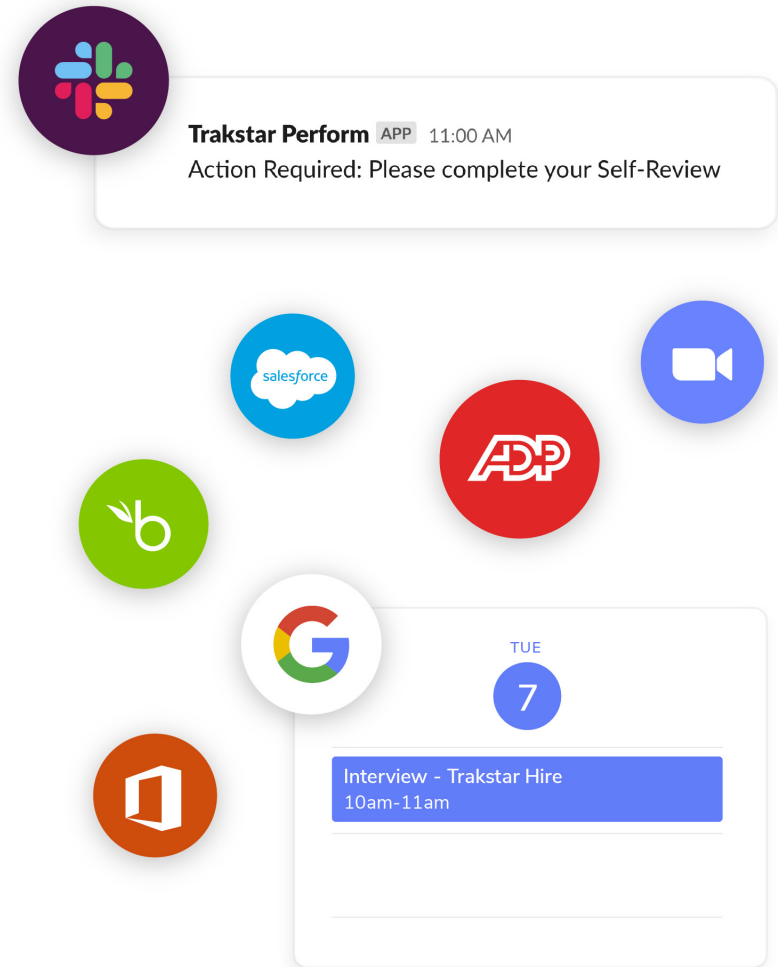 Trakstar Perform APP 11:00 AM
Action Required: Please complete your Self-Review
salesforce
ADP
b
G
TUE
7
Interview - Trakstar Hire
10am-11am